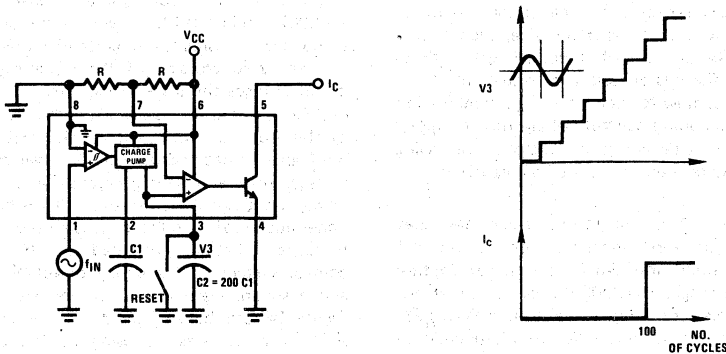 VCC
R
R
IC
8
7
6
5
CHARGE
PUMP
1
2
3
4
fIN
C1
V3
C2 = 200 C1
RESET
V3
IC
100
NO.
OF CYCLES